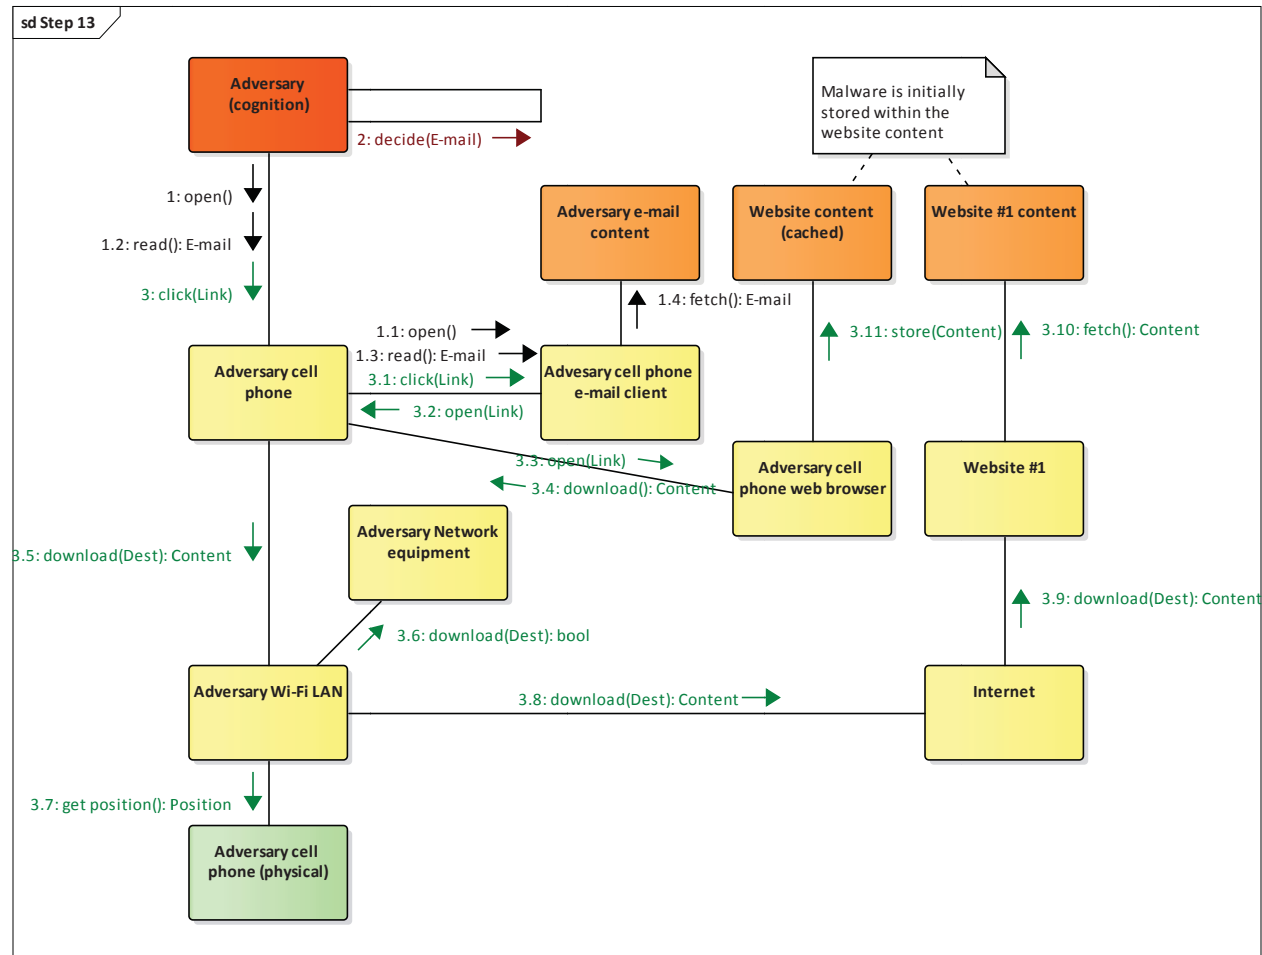 sd Step 13
Adversary
(cognition)
2: decide(E-mail)
Malware is initially
stored within the
website content
1: open()
1.2: read(): E-mail
3: click(Link)
Adversary e-mail
content
Website content
(cached)
Website #1 content
1.4: fetch(): E-mail
1.1: open()
1.3: read(): E-mail
3.1: click(Link)
3.2: open(Link)
3.11: store(Content)
3.10: fetch(): Content
Adversary cell
phone
Advesary cell phone
e-mail client
3.3: open(Link)
3.4: download(): Content
Adversary cell
phone web browser
Website #1
Adversary Network
equipment
3.5: download(Dest): Content
3.6: download(Dest): bool
3.9: download(Dest): Content
Adversary Wi-Fi LAN
3.8: download(Dest): Content
Internet
3.7: get position(): Position
Adversary cell
phone (physical)